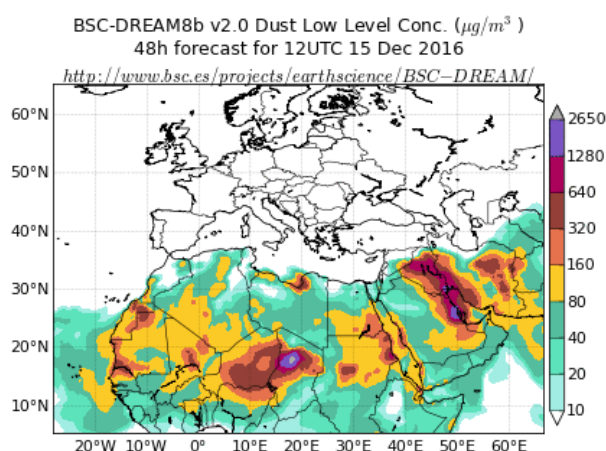 BSC-DREAM8b v2.0 Dust Low Level Conc. (μg/m³ )
48h forecast for 12UTC 15 Dec 2016
http://www.bsc.es/projects/earthscience/BSC−DREAM/
60°N
50°N
40°N
30°N
20°N
10°N
20°W
10°W
0°
10°E
20°E
30°E
40°E
50°E
60°E
2650
1280
640
320
160
80
40
20
10